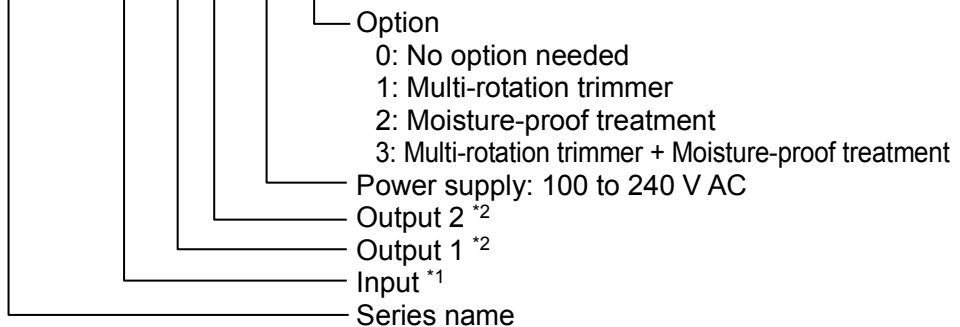 Option
0: No option needed
1: Multi-rotation trimmer
2: Moisture-proof treatment
3: Multi-rotation trimmer + Moisture-proof treatment
Power supply: 100 to 240 V AC
Output 2 *2
Output 1 *2
Input *1
Series name